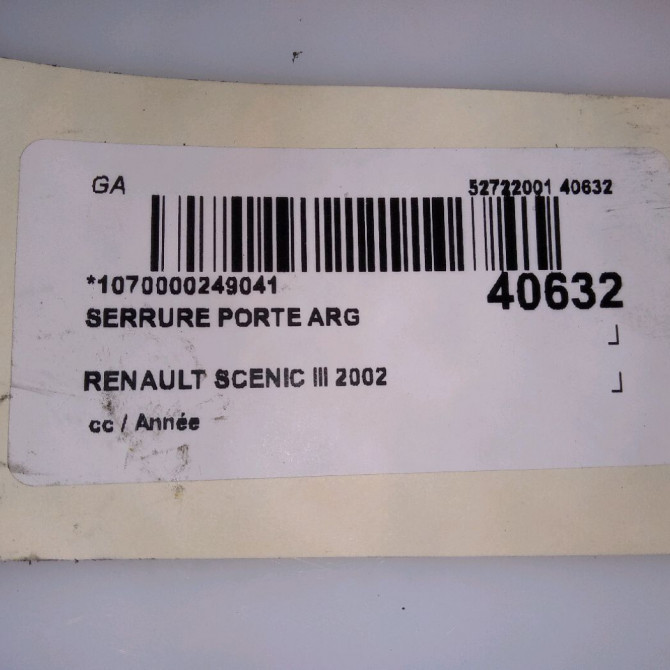 GA
52722001 40632
*1070000249041
40632
SERRURE PORTE ARG
RENAULT SCENIC III 2002
cc / Année